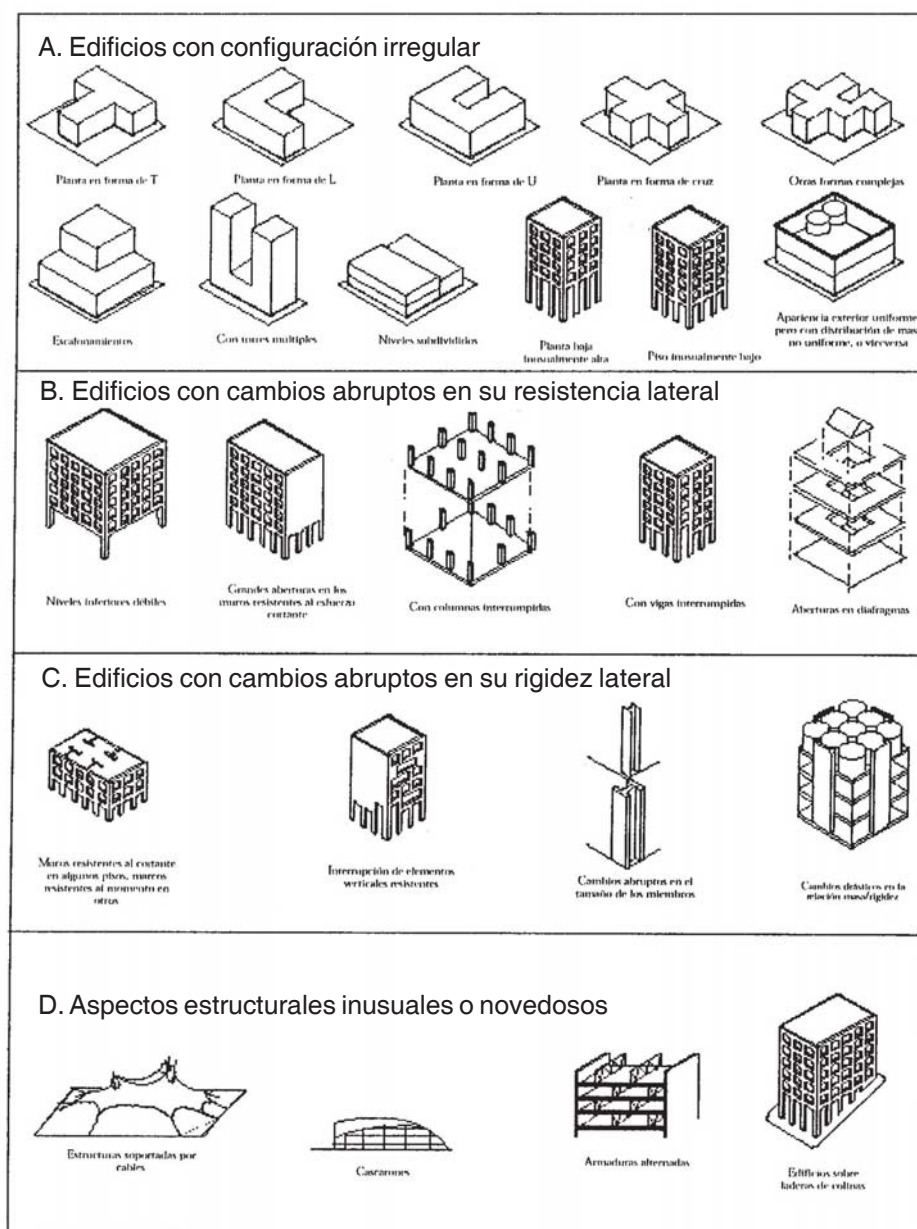 A. Edificios con configuración irregular
Planta en forma de T
Planta en forma de L
Planta en forma de U
Planta en forma de cruz
Otras formas complejas
Escalonamientos
Con torres múltiples
Niveles subdivididos
Planta baja
inusualmente alta
Piso inusualmente bajo
Apariencia exterior uniforme
pero con distribución de mas
no uniforme, o viceversa
B. Edificios con cambios abruptos en su resistencia lateral
Niveles inferiores débiles
Grandes aberturas en los
muros resistentes al esfuerzo
cortante
Con columnas interrumpidas
Con vigas interrumpidas
Aberturas en diafragmas
C. Edificios con cambios abruptos en su rigidez lateral
Muros resistentes al cortante
en algunos pisos, marcos
resistentes al momento en
otros
Interrupción de elementos
verticales resistentes
Cambios abruptos en el
tamaño de los miembros
Cambios drásticos en la
relación masa/rigidez
D. Aspectos estructurales inusuales o novedosos
Estructuras soportadas por
cables
Cascarones
Armaduras alternadas
Edificios sobre
laderas de colinas